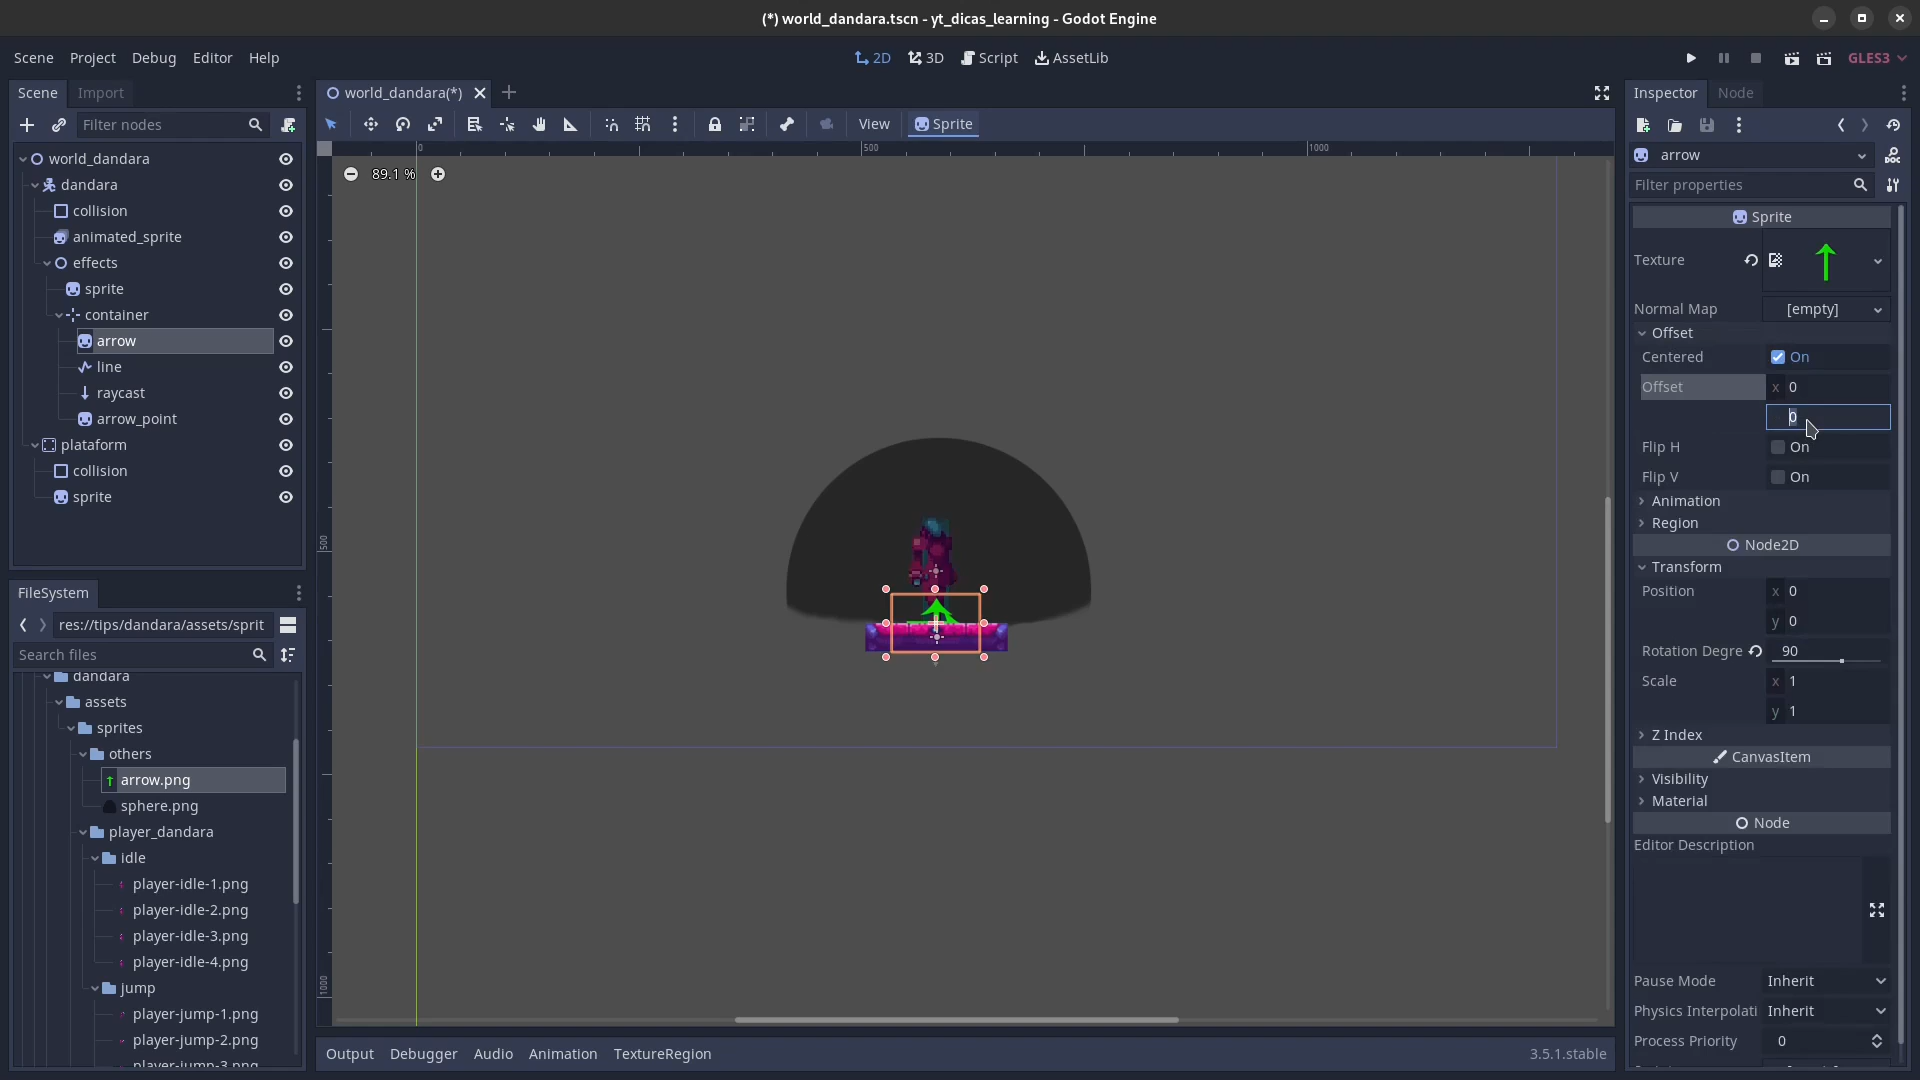 (*) world_dandara.tscn - yt_dicas_learning - Godot Engine
Scene Project Debug Editor Help
2D 3D Script AssetLib
GLES3
Scene Import
world_dandara(*)
Inspector Node
Filter nodes
View Sprite
world_dandara
dandara
collision
animated_sprite
effects
sprite
container
arrow
line
raycast
arrow_point
plataform
collision
sprite
FileSystem
res://tips/dandara/assets/sprit
Search files
dandara
assets
sprites
others
arrow.png
sphere.png
player_dandara
idle
player-idle-1.png
player-idle-2.png
player-idle-3.png
player-idle-4.png
jump
player-jump-1.png
player-jump-2.png
player-jump-3.png
0 500 1000
89.1 %
500
1000
Output Debugger Audio Animation TextureRegion
3.5.1.stable
arrow
Filter properties
Sprite
Texture
Normal Map [empty]
Offset
Centered On
Offset x 0
0
Flip H On
Flip V On
Animation
Region
Node2D
Transform
Position x 0
y 0
Rotation Degre 90
Scale x 1
y 1
Z Index
CanvasItem
Visibility
Material
Node
Editor Description
Pause Mode Inherit
Physics Interpolati Inherit
Process Priority 0